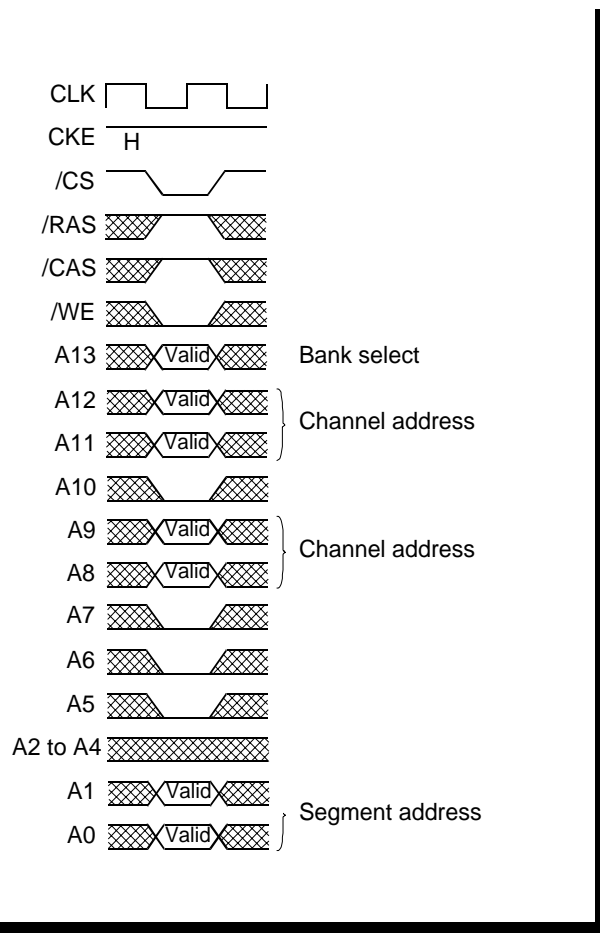 CLK
CKE H
/CS
/RAS
/CAS
/WE
A13 Valid Bank select
A12 Valid
Channel address
A11 Valid
A10
A9 Valid
Channel address
A8 Valid
A7
A6
A5
A2 to A4
A1 Valid
Segment address
A0 Valid